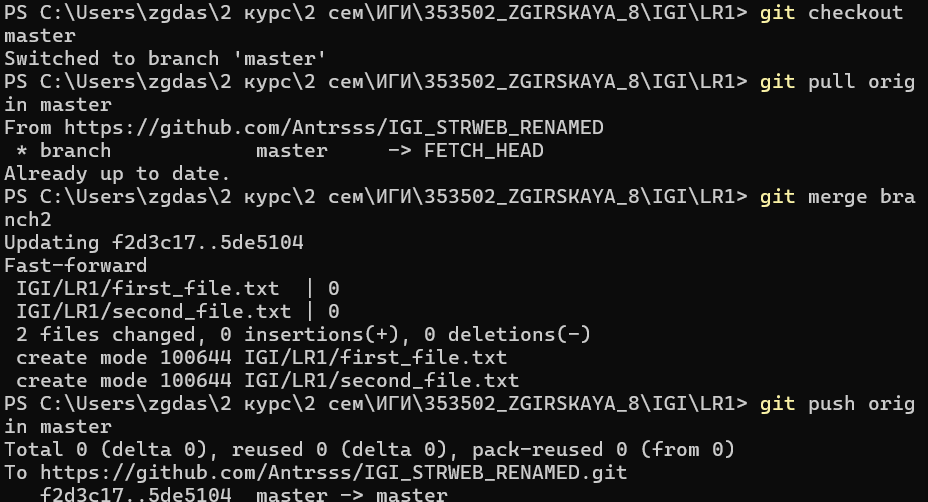 PS C:\Users\zgdas\2 курс\2 сем\ИГИ\353502_ZGIRSKAYA_8\IGI\LR1> git checkout
master
Switched to branch 'master'
PS C:\Users\zgdas\2 курс\2 сем\ИГИ\353502_ZGIRSKAYA_8\IGI\LR1> git pull orig
in master
From https://github.com/Antrsss/IGI_STRWEB_RENAMED
 * branch            master     -> FETCH_HEAD
Already up to date.
PS C:\Users\zgdas\2 курс\2 сем\ИГИ\353502_ZGIRSKAYA_8\IGI\LR1> git merge bra
nch2
Updating f2d3c17..5de5104
Fast-forward
 IGI/LR1/first_file.txt  | 0
 IGI/LR1/second_file.txt | 0
 2 files changed, 0 insertions(+), 0 deletions(-)
 create mode 100644 IGI/LR1/first_file.txt
 create mode 100644 IGI/LR1/second_file.txt
PS C:\Users\zgdas\2 курс\2 сем\ИГИ\353502_ZGIRSKAYA_8\IGI\LR1> git push orig
in master
Total 0 (delta 0), reused 0 (delta 0), pack-reused 0 (from 0)
To https://github.com/Antrsss/IGI_STRWEB_RENAMED.git
   f2d3c17..5de5104  master -> master